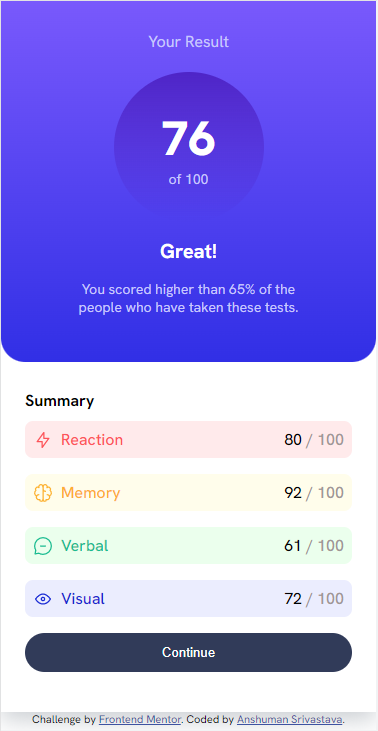 Your Result
76
of 100
Great!
You scored higher than 65% of the
people who have taken these tests.
Summary
Reaction 80 / 100
Memory 92 / 100
Verbal 61 / 100
Visual 72 / 100
Continue
Challenge by Frontend Mentor. Coded by Anshuman Srivastava.